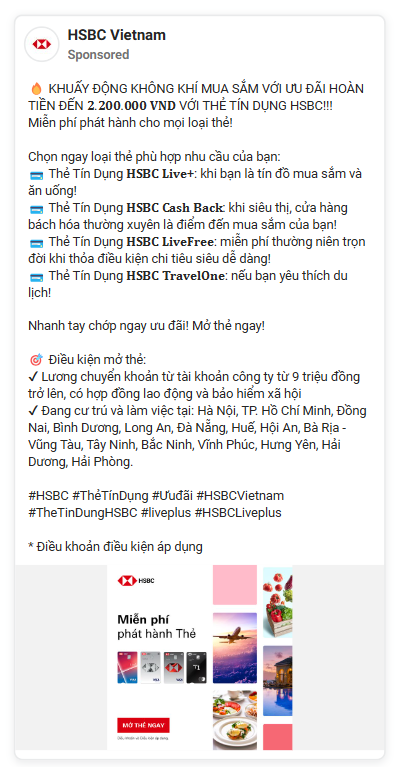 HSBC Vietnam
Sponsored
🔥 KHUẤY ĐỘNG KHÔNG KHÍ MUA SẮM VỚI ƯU ĐÃI HOÀN
TIỀN ĐẾN 𝟐.𝟐𝟎𝟎.𝟎𝟎𝟎 𝐕𝐍𝐃 VỚI THẺ TÍN DỤNG HSBC!!!
Miễn phí phát hành cho mọi loại thẻ!
Chọn ngay loại thẻ phù hợp nhu cầu của bạn:
💳 Thẻ Tín Dụng 𝐇𝐒𝐁𝐂 𝐋𝐢𝐯𝐞+: khi bạn là tín đồ mua sắm và
ăn uống!
💳 Thẻ Tín Dụng 𝐇𝐒𝐁𝐂 𝐂𝐚𝐬𝐡 𝐁𝐚𝐜𝐤: khi siêu thị, cửa hàng
bách hóa thường xuyên là điểm đến mua sắm của bạn!
💳 Thẻ Tín Dụng 𝐇𝐒𝐁𝐂 𝐋𝐢𝐯𝐞𝐅𝐫𝐞𝐞: miễn phí thường niên trọn
đời khi thỏa điều kiện chi tiêu siêu dễ dàng!
💳 Thẻ Tín Dụng 𝐇𝐒𝐁𝐂 𝐓𝐫𝐚𝐯𝐞𝐥𝐎𝐧𝐞: nếu bạn yêu thích du
lịch!
Nhanh tay chớp ngay ưu đãi! Mở thẻ ngay!
🎯 Điều kiện mở thẻ:
✔ Lương chuyển khoản từ tài khoản công ty từ 9 triệu đồng
trở lên, có hợp đồng lao động và bảo hiểm xã hội
✔ Đang cư trú và làm việc tại: Hà Nội, TP. Hồ Chí Minh, Đồng
Nai, Bình Dương, Long An, Đà Nẵng, Huế, Hội An, Bà Rịa -
Vũng Tàu, Tây Ninh, Bắc Ninh, Vĩnh Phúc, Hưng Yên, Hải
Dương, Hải Phòng.
#HSBC #ThẻTínDụng #Ưuđãi #HSBCVietnam
#TheTinDungHSBC #liveplus #HSBCLiveplus
* Điều khoản điều kiện áp dụng
HSBC
Miễn phí
phát hành Thẻ
MỞ THẺ NGAY
Điều khoản và Điều kiện áp dụng